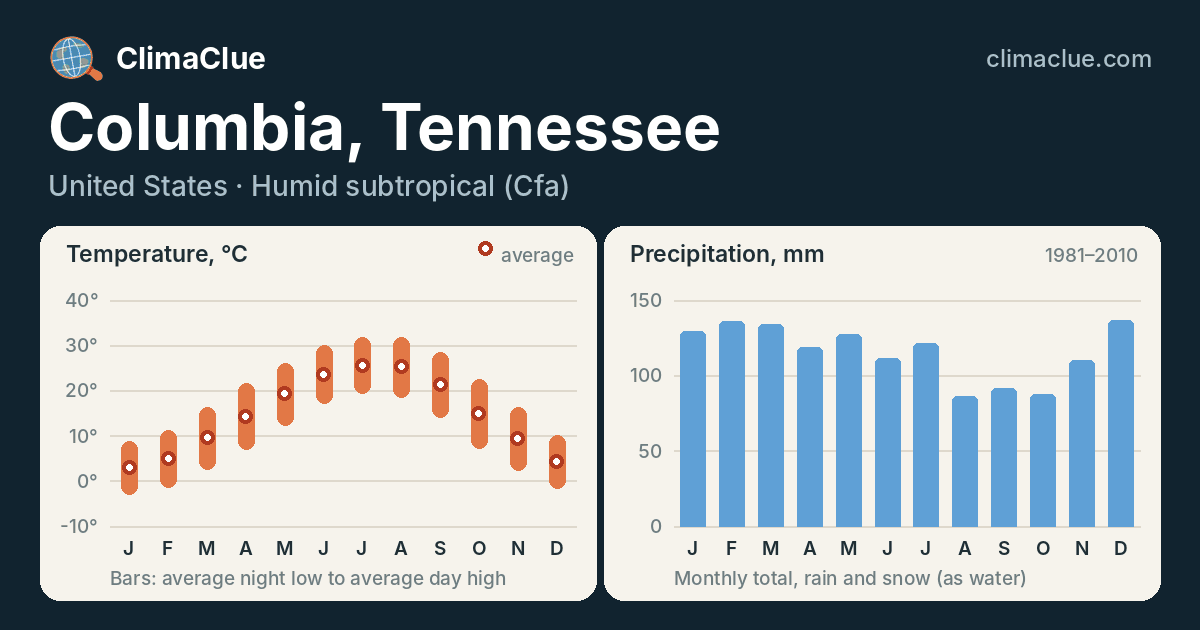 ClimaClue
climaclue.com
Columbia, Tennessee
United States · Humid subtropical (Cfa)
Temperature, °C
average
40°
30°
20°
10°
0°
-10°
J F M A M J J A S O N D
Bars: average night low to average day high
Precipitation, mm
1981–2010
150
100
50
0
J F M A M J J A S O N D
Monthly total, rain and snow (as water)